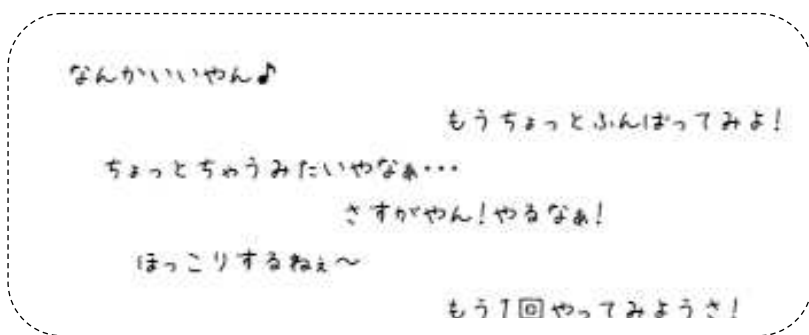 なんかいいやん♪
もうちょっとふんばってみよ!
ちょっとちゃうみたいやなぁ・・・
さすがやん!やるなぁ!
ほっこりするねぇ~
もう1回やってみようさ!